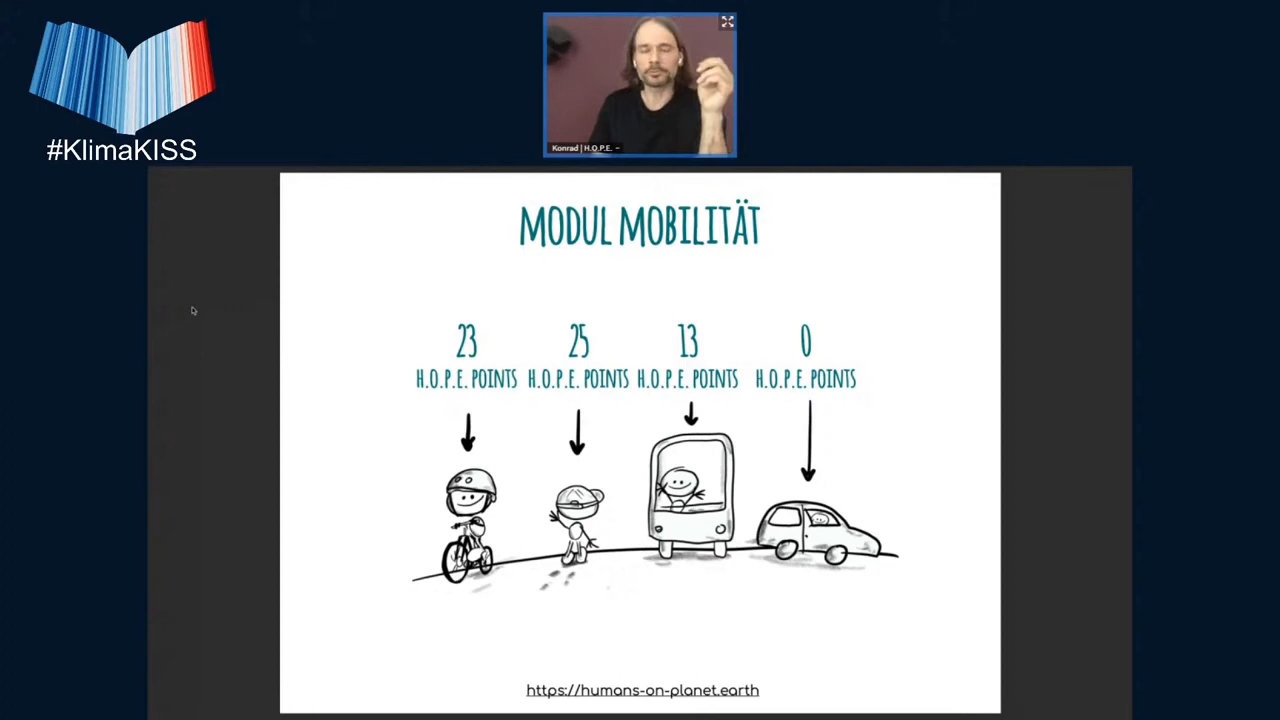 #KlimaKISS
Konrad | H.O.P.E. –
MODUL MOBILITÄT
23 25 13 0
H.O.P.E. POINTS H.O.P.E. POINTS H.O.P.E. POINTS H.O.P.E. POINTS
https://humans-on-planet.earth